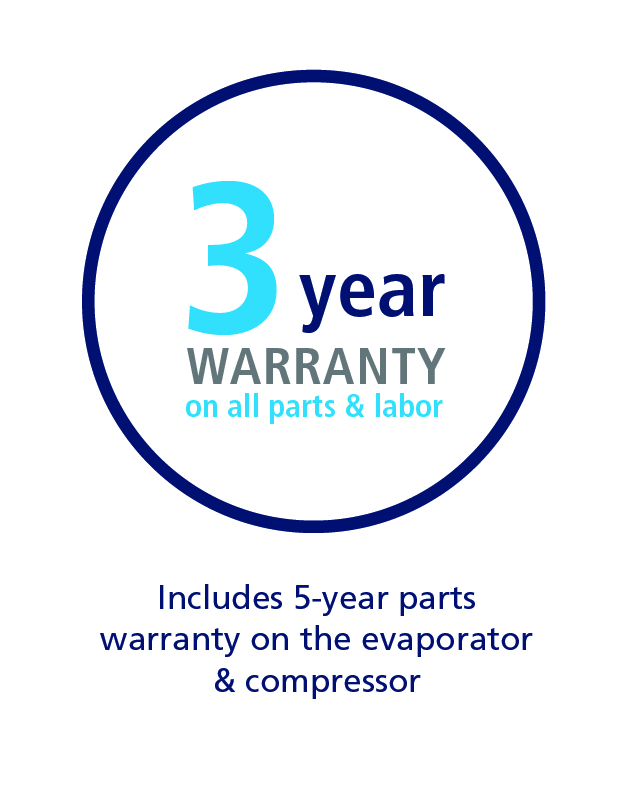 3 year
WARRANTY
on all parts & labor
Includes 5-year parts
warranty on the evaporator
& compressor